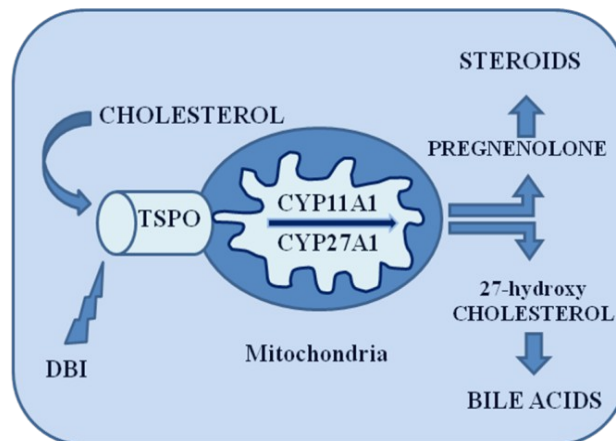 STEROIDS
CHOLESTEROL
PREGNENOLONE
CYP11A1
TSPO
CYP27A1
27-hydroxy
CHOLESTEROL
Mitochondria
DBI
BILE ACIDS